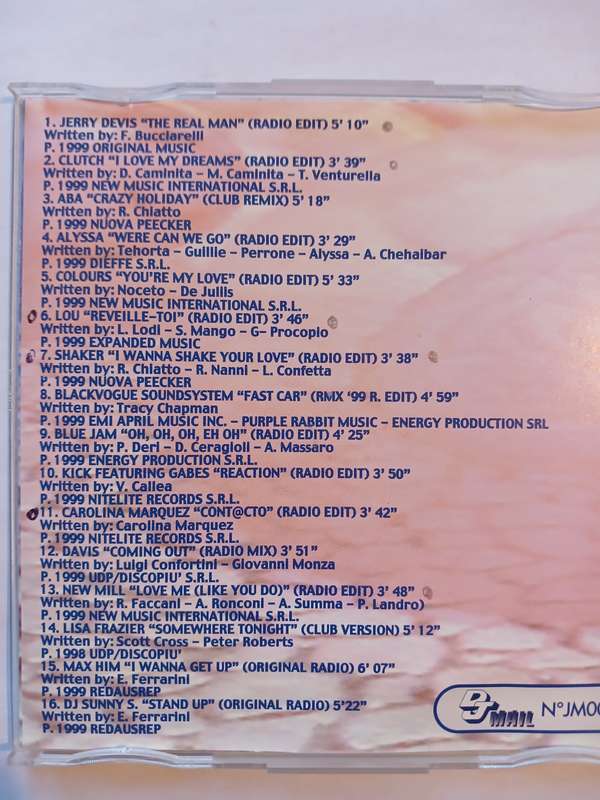 1. JERRY DEVIS “THE REAL MAN” (RADIO EDIT) 5’ 10”
Written by: F. Bucciarelli
P. 1999 ORIGINAL MUSIC
2. CLUTCH “I LOVE MY DREAMS” (RADIO EDIT) 3’ 39”
Written by: D. Caminita – M. Caminita – T. Venturella
P. 1999 NEW MUSIC INTERNATIONAL S.R.L.
3. ABA “CRAZY HOLIDAY” (CLUB REMIX) 5’ 18”
Written by: R. Chiatto
P. 1999 NUOVA PEECKER
4. ALYSSA “WERE CAN WE GO” (RADIO EDIT) 3’ 29”
Written by: Tehorta – Guillie – Perrone – Alyssa – A. Chehaibar
P. 1999 DIEFFE S.R.L.
5. COLOURS “YOU’RE MY LOVE” (RADIO EDIT) 5’ 33”
Written by: Noceto – De Juliis
P. 1999 NEW MUSIC INTERNATIONAL S.R.L.
6. LOU “REVEILLE–TOI” (RADIO EDIT) 3’ 46”
Written by: L. Lodi – S. Mango – G– Procopio
P. 1999 EXPANDED MUSIC
7. SHAKER “I WANNA SHAKE YOUR LOVE” (RADIO EDIT) 3’ 38”
Written by: R. Chiatto – R. Nanni – L. Confetta
P. 1999 NUOVA PEECKER
8. BLACKVOGUE SOUNDSYSTEM “FAST CAR” (RMX ’99 R. EDIT) 4’ 59”
Written by: Tracy Chapman
P. 1999 EMI APRIL MUSIC INC. – PURPLE RABBIT MUSIC – ENERGY PRODUCTION SRL
9. BLUE JAM “OH, OH, OH, EH OH” (RADIO EDIT) 4’ 25”
Written by: P. Deri – D. Ceragioli – A. Massaro
P. 1999 ENERGY PRODUCTION S.R.L.
10. KICK FEATURING GABES “REACTION” (RADIO EDIT) 3’ 50”
Written by: V. Callea
P. 1999 NITELITE RECORDS S.R.L.
11. CAROLINA MARQUEZ “CONT@CTO” (RADIO EDIT) 3’ 42”
Written by: Carolina Marquez
P. 1999 NITELITE RECORDS S.R.L.
12. DAVIS “COMING OUT” (RADIO MIX) 3’ 51”
Written by: Luigi Confortini – Giovanni Monza
P. 1999 UDP/DISCOPIU’ S.R.L.
13. NEW MILL “LOVE ME (LIKE YOU DO)” (RADIO EDIT) 3’ 48”
Written by: R. Faccani – A. Ronconi – A. Summa – P. Landro)
P. 1999 NEW MUSIC INTERNATIONAL S.R.L.
14. LISA FRAZIER “SOMEWHERE TONIGHT” (CLUB VERSION) 5’ 12”
Written by: Scott Cross – Peter Roberts
P. 1998 UDP/DISCOPIU’
15. MAX HIM “I WANNA GET UP” (ORIGINAL RADIO) 6’ 07”
Written by: E. Ferrarini
P. 1999 REDAUSREP
16. DJ SUNNY S. “STAND UP” (ORIGINAL RADIO) 5’22”
Written by: E. Ferrarini
P. 1999 REDAUSREP
DJ MAIL N°JM00